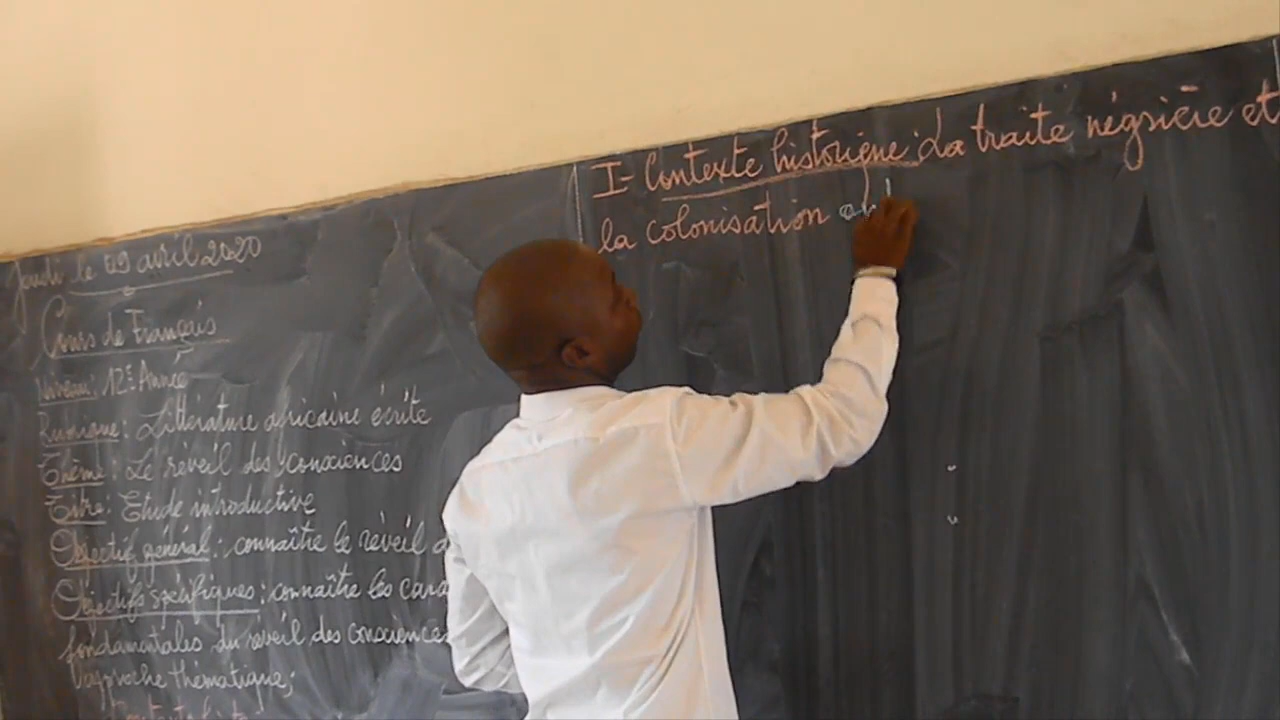 Jeudi le 09 avril 2020
Cours de Français
Niveau: 12E Année
Rubrique: Littérature africaine écrite
Thème: Le réveil des consciences
Titre: Etude introductive
Objectif général: connaître le réveil d
Objectifs spécifiques: connaître les cara
fondamentales du réveil des consciences
l'approche thématique;
I- Contexte historique: La traite négrière et
la colonisation